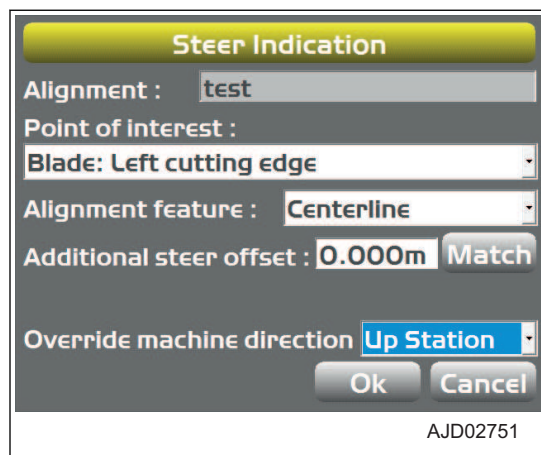 Steer Indication
Alignment : test
Point of interest :
Blade: Left cutting edge
Alignment feature : Centerline
Additional steer offset : 0.000m Match
Override machine direction Up Station
Ok Cancel
AJD02751